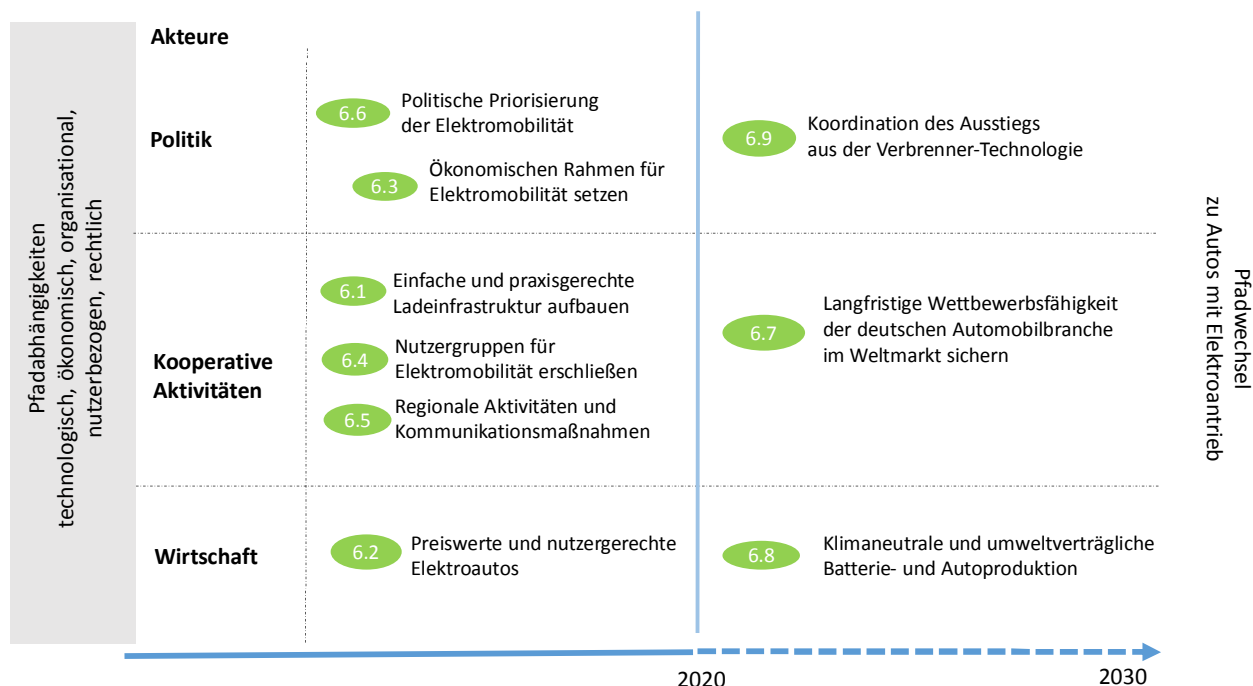 Pfadabhängigkeiten
technologisch, ökonomisch, organisational,
nutzerbezogen, rechtlich
Akteure
Politik
6.6
Politische Priorisierung
der Elektromobilität
6.3
Ökonomischen Rahmen für
Elektromobilität setzen
6.9
Koordination des Ausstiegs
aus der Verbrenner-Technologie
Kooperative
Aktivitäten
6.1
Einfache und praxisgerechte
Ladeinfrastruktur aufbauen
6.4
Nutzergruppen für
Elektromobilität erschließen
6.5
Regionale Aktivitäten und
Kommunikationsmaßnahmen
6.7
Langfristige Wettbewerbsfähigkeit
der deutschen Automobilbranche
im Weltmarkt sichern
Wirtschaft
6.2
Preiswerte und nutzergerechte
Elektroautos
6.8
Klimaneutrale und umweltverträgliche
Batterie- und Autoproduktion
Pfadwechsel
zu Autos mit Elektroantrieb
2020
2030